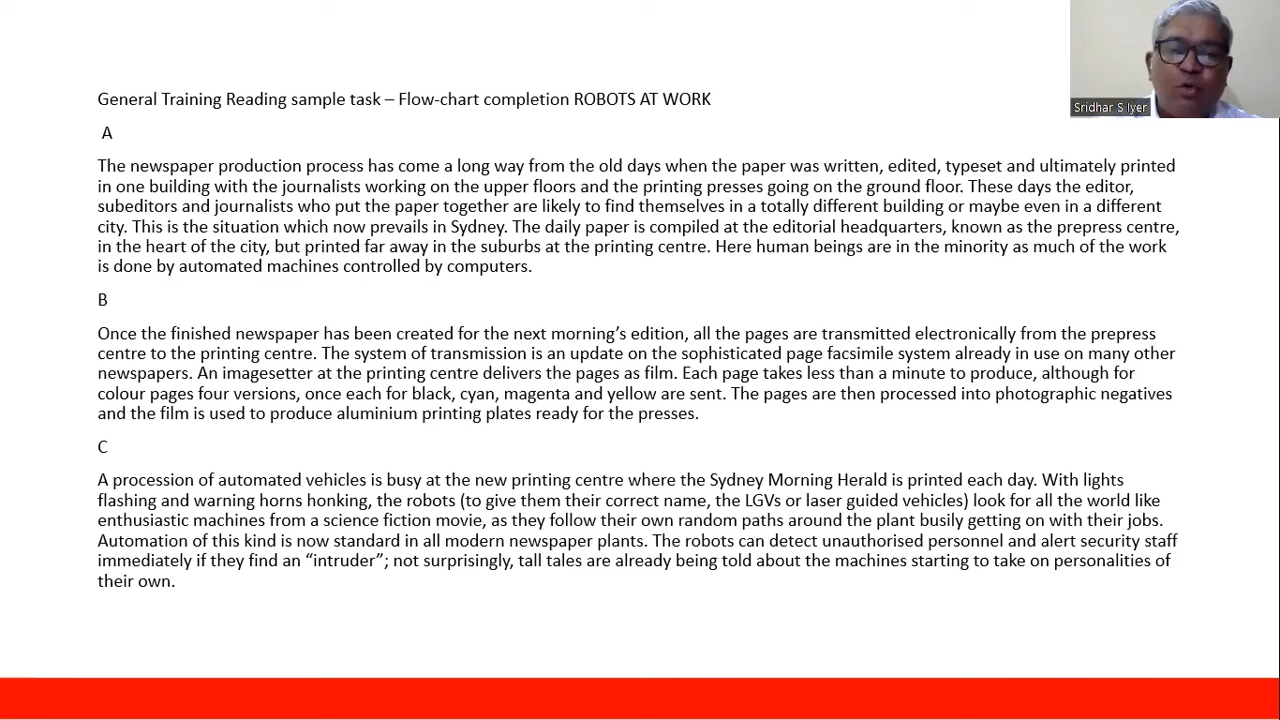 General Training Reading sample task – Flow-chart completion ROBOTS AT WORK
A
The newspaper production process has come a long way from the old days when the paper was written, edited, typeset and ultimately printed
in one building with the journalists working on the upper floors and the printing presses going on the ground floor. These days the editor,
subeditors and journalists who put the paper together are likely to find themselves in a totally different building or maybe even in a different
city. This is the situation which now prevails in Sydney. The daily paper is compiled at the editorial headquarters, known as the prepress centre,
in the heart of the city, but printed far away in the suburbs at the printing centre. Here human beings are in the minority as much of the work
is done by automated machines controlled by computers.
B
Once the finished newspaper has been created for the next morning’s edition, all the pages are transmitted electronically from the prepress
centre to the printing centre. The system of transmission is an update on the sophisticated page facsimile system already in use on many other
newspapers. An imagesetter at the printing centre delivers the pages as film. Each page takes less than a minute to produce, although for
colour pages four versions, once each for black, cyan, magenta and yellow are sent. The pages are then processed into photographic negatives
and the film is used to produce aluminium printing plates ready for the presses.
C
A procession of automated vehicles is busy at the new printing centre where the Sydney Morning Herald is printed each day. With lights
flashing and warning horns honking, the robots (to give them their correct name, the LGVs or laser guided vehicles) look for all the world like
enthusiastic machines from a science fiction movie, as they follow their own random paths around the plant busily getting on with their jobs.
Automation of this kind is now standard in all modern newspaper plants. The robots can detect unauthorised personnel and alert security staff
immediately if they find an “intruder”; not surprisingly, tall tales are already being told about the machines starting to take on personalities of
their own.
Sridhar S Iyer